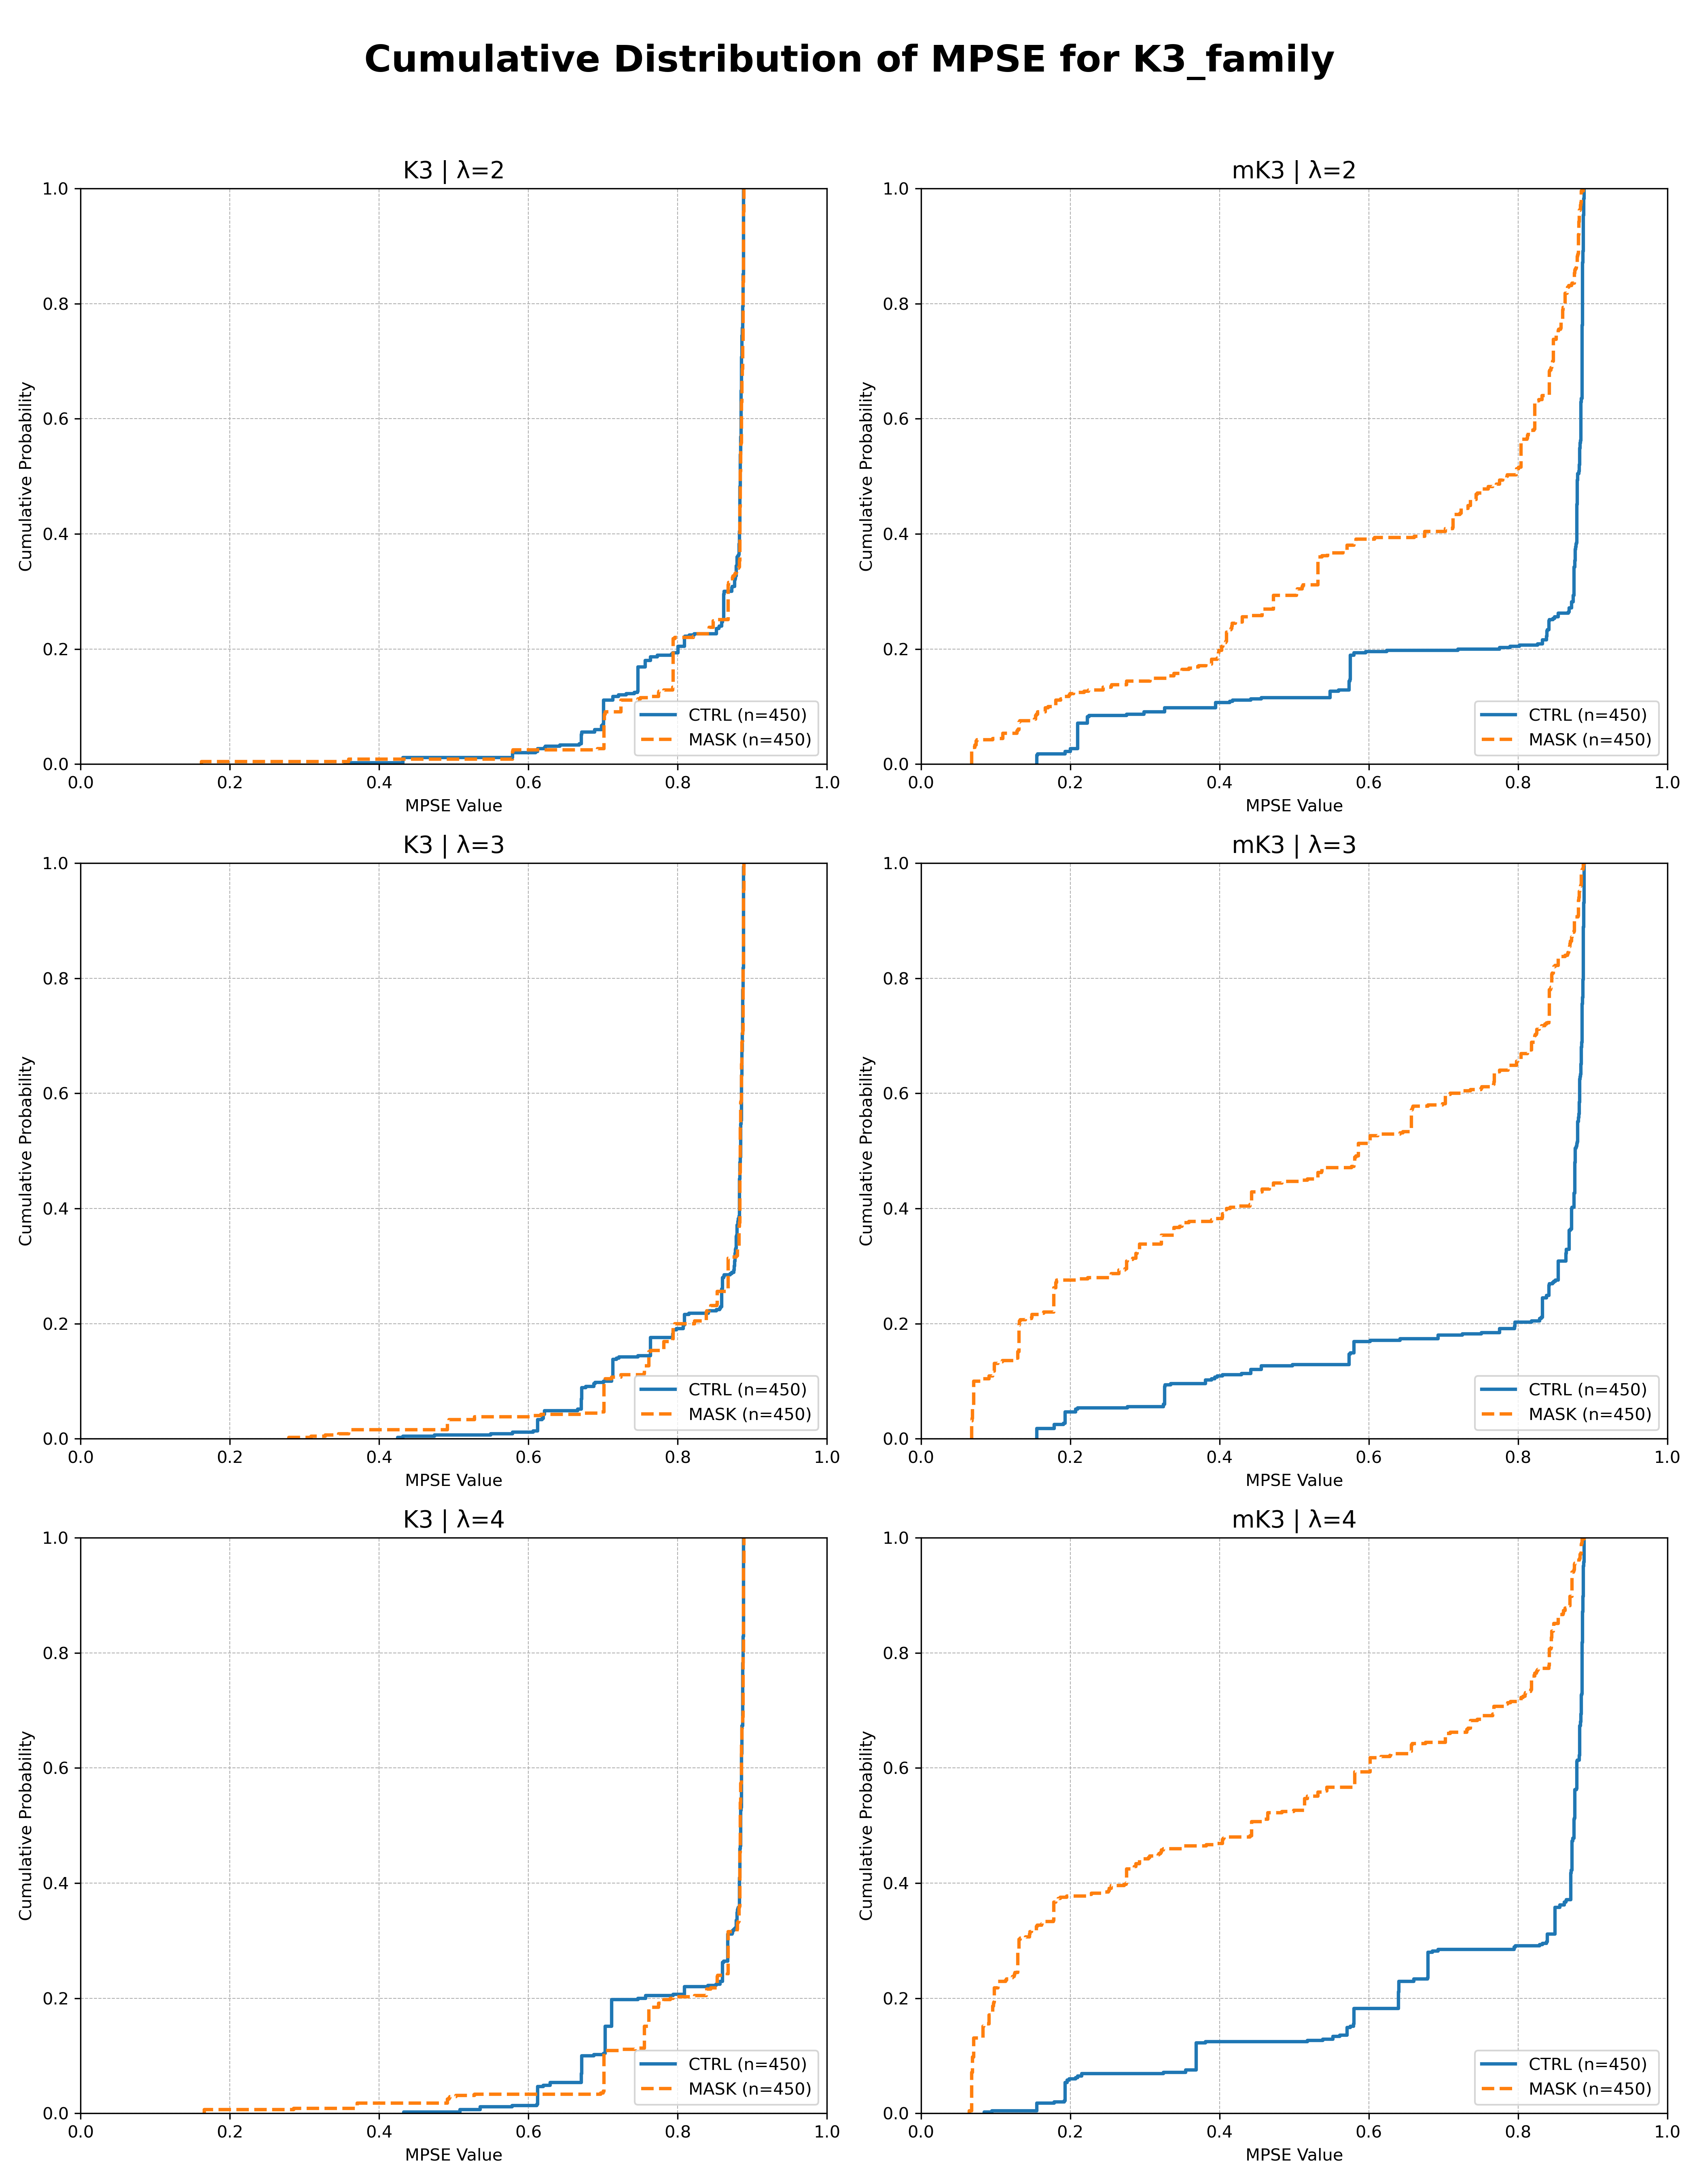 Cumulative Distribution of MPSE for K3_family
K3 | λ=2
1.0
0.8
0.6
0.4
0.2
0.0
Cumulative Probability
CTRL (n=450)
MASK (n=450)
0.0 0.2 0.4 0.6 0.8 1.0
MPSE Value
mK3 | λ=2
1.0
0.8
0.6
0.4
0.2
0.0
Cumulative Probability
CTRL (n=450)
MASK (n=450)
0.0 0.2 0.4 0.6 0.8 1.0
MPSE Value
K3 | λ=3
1.0
0.8
0.6
0.4
0.2
0.0
Cumulative Probability
CTRL (n=450)
MASK (n=450)
0.0 0.2 0.4 0.6 0.8 1.0
MPSE Value
mK3 | λ=3
1.0
0.8
0.6
0.4
0.2
0.0
Cumulative Probability
CTRL (n=450)
MASK (n=450)
0.0 0.2 0.4 0.6 0.8 1.0
MPSE Value
K3 | λ=4
1.0
0.8
0.6
0.4
0.2
0.0
Cumulative Probability
CTRL (n=450)
MASK (n=450)
0.0 0.2 0.4 0.6 0.8 1.0
MPSE Value
mK3 | λ=4
1.0
0.8
0.6
0.4
0.2
0.0
Cumulative Probability
CTRL (n=450)
MASK (n=450)
0.0 0.2 0.4 0.6 0.8 1.0
MPSE Value